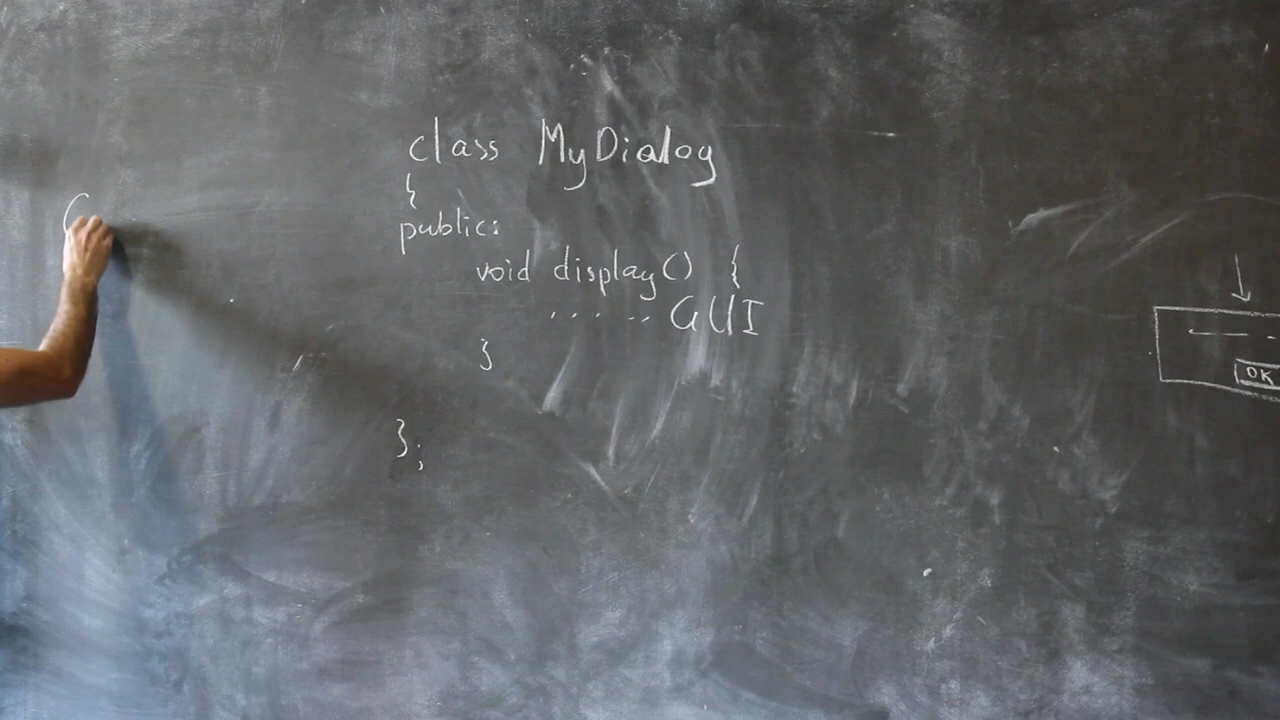 class MyDialog
{
public:
void display() {
..... GUI
}
};
OK